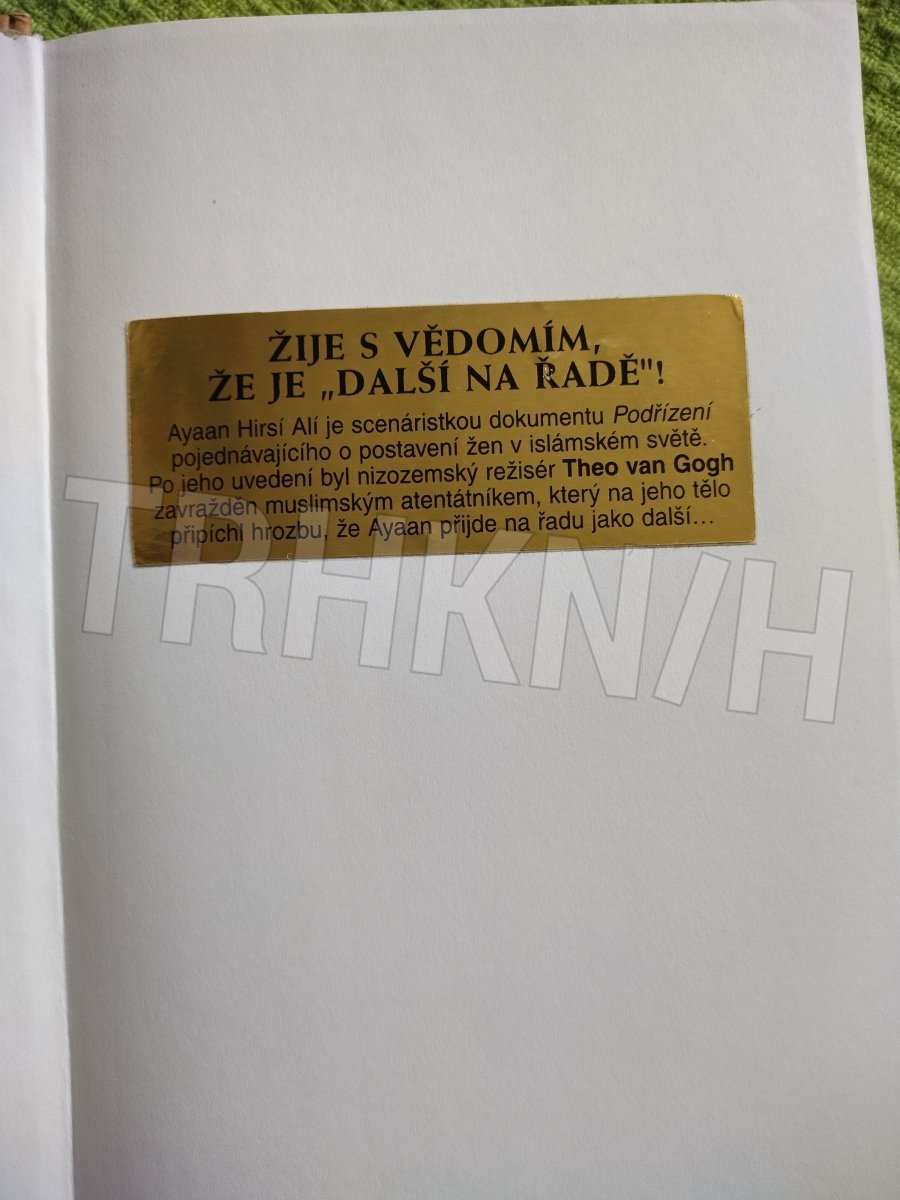 ŽIJE S VĚDOMÍM,
ŽE JE „DALŠÍ NA ŘADĚ"!
Ayaan Hirsí Alí je scenáristkou dokumentu Podřízení
pojednávajícího o postavení žen v islámském světě.
Po jeho uvedení byl nizozemský režisér Theo van Gogh
zavražděn muslimským atentátníkem, který na jeho tělo
připíchl hrozbu, že Ayaan přijde na řadu jako další...
TRHKN/H